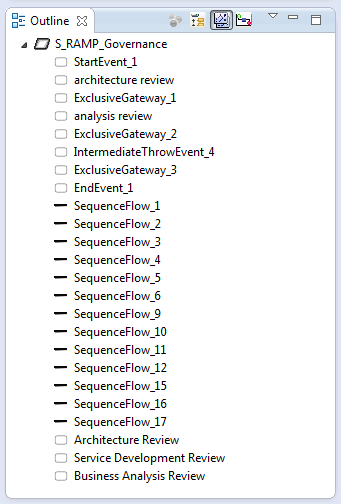 Outline
S_RAMP_Governance
StartEvent_1
architecture review
ExclusiveGateway_1
analysis review
ExclusiveGateway_2
IntermediateThrowEvent_4
ExclusiveGateway_3
EndEvent_1
SequenceFlow_1
SequenceFlow_2
SequenceFlow_3
SequenceFlow_4
SequenceFlow_5
SequenceFlow_6
SequenceFlow_9
SequenceFlow_10
SequenceFlow_11
SequenceFlow_12
SequenceFlow_15
SequenceFlow_16
SequenceFlow_17
Architecture Review
Service Development Review
Business Analysis Review